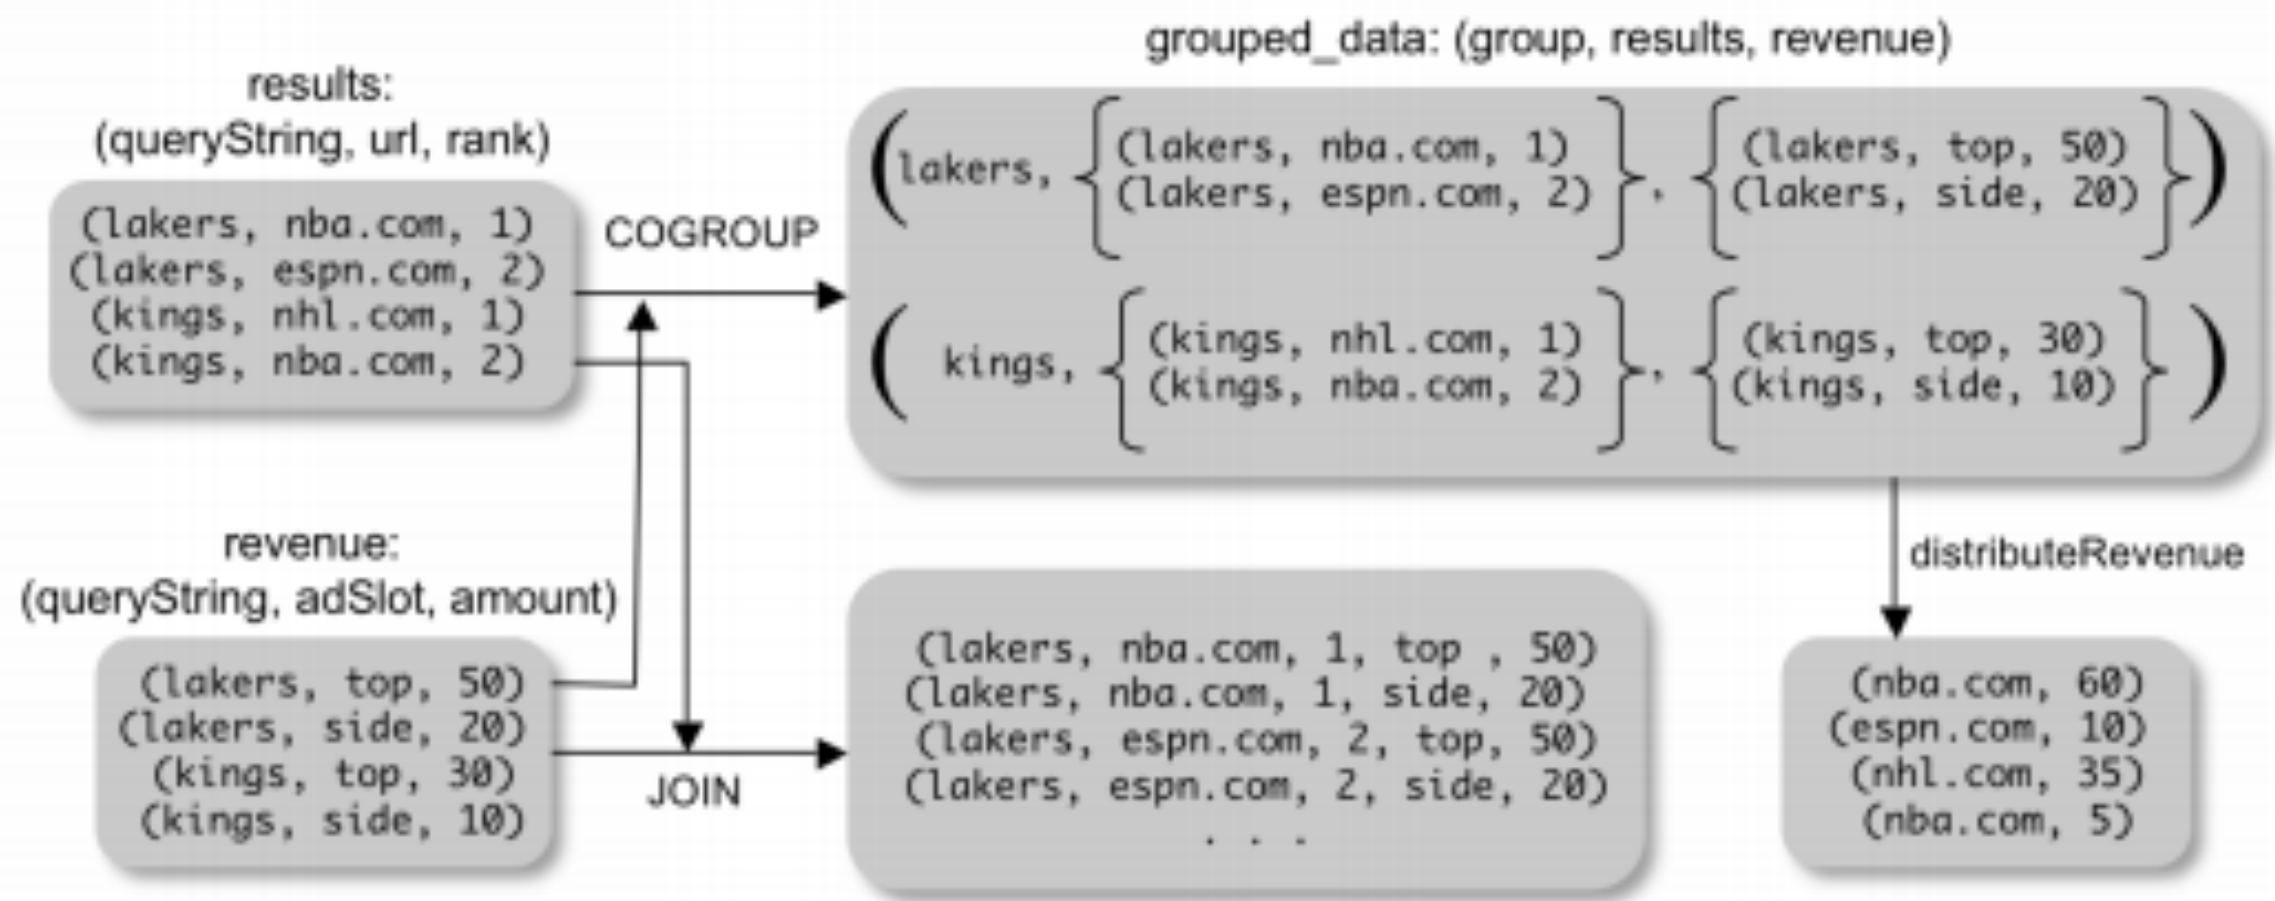 results:
(queryString, url, rank)
(lakers, nba.com, 1)
(lakers, espn.com, 2)
(kings, nhl.com, 1)
(kings, nba.com, 2)
revenue:
(queryString, adSlot, amount)
(lakers, top, 50)
(lakers, side, 20)
(kings, top, 30)
(kings, side, 10)
COGROUP
JOIN
grouped_data: (group, results, revenue)
(lakers, {(lakers, nba.com, 1)
(lakers, espn.com, 2)}, {(lakers, top, 50)
(lakers, side, 20)})
(kings, {(kings, nhl.com, 1)
(kings, nba.com, 2)}, {(kings, top, 30)
(kings, side, 10)})
(lakers, nba.com, 1, top , 50)
(lakers, nba.com, 1, side, 20)
(lakers, espn.com, 2, top, 50)
(lakers, espn.com, 2, side, 20)
. . .
distributeRevenue
(nba.com, 60)
(espn.com, 10)
(nhl.com, 35)
(nba.com, 5)